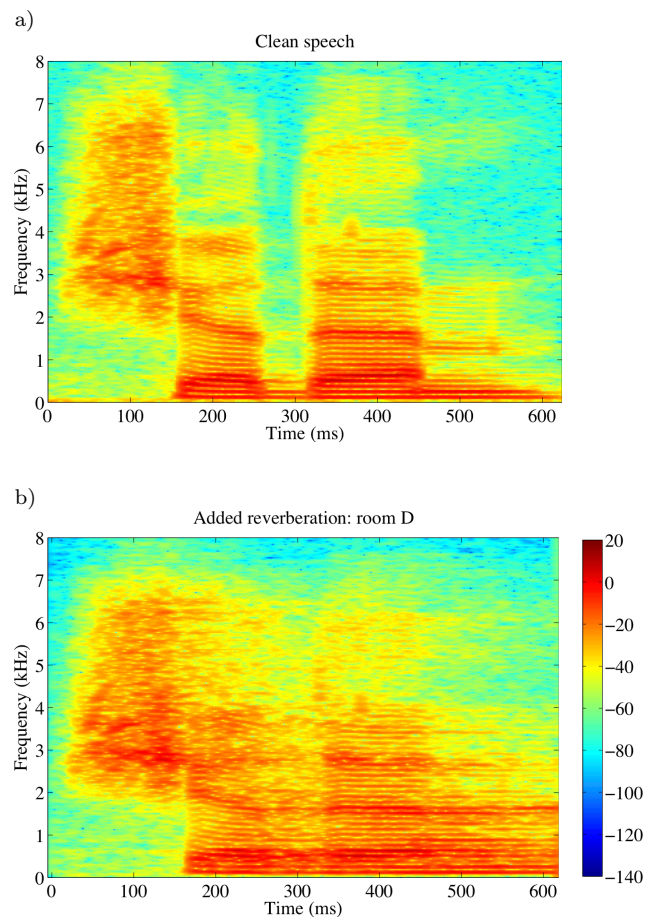 a)
Clean speech
8
7
6
5
4
3
2
1
0
Frequency (kHz)
0 100 200 300 400 500 600
Time (ms)
b)
Added reverberation: room D
8
7
6
5
4
3
2
1
0
Frequency (kHz)
0 100 200 300 400 500 600
Time (ms)
20
0
−20
−40
−60
−80
−100
−120
−140